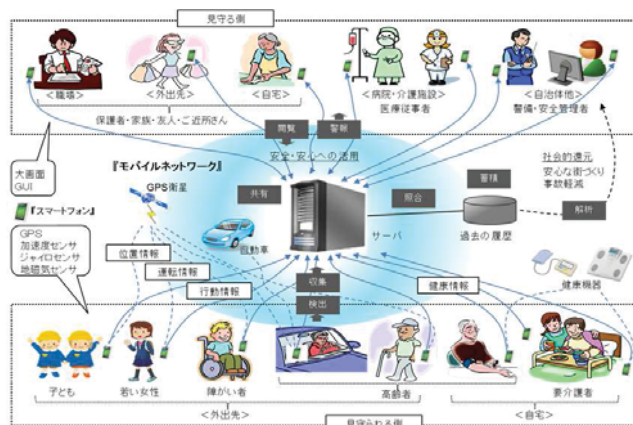 見守る側
<職場>
<外出先>
<自宅>
<病院・介護施設>
医療従事者
<自治体他>
警備・安全管理者
保護者・家族・友人・ご近所さん
閲覧
警報
安全・安心への活用
大画面
GUI
『モバイルネットワーク』
GPS衛星
共有
照合
蓄積
社会的還元
安心な街づくり
事故軽減
『スマートフォン』
自動車
サーバ
過去の履歴
解析
GPS
加速度センサ
ジャイロセンサ
地磁気センサ
位置情報
運転情報
行動情報
収集
検出
健康情報
健康機器
子ども
若い女性
障がい者
高齢者
要介護者
<外出先>
<自宅>
見守られる側